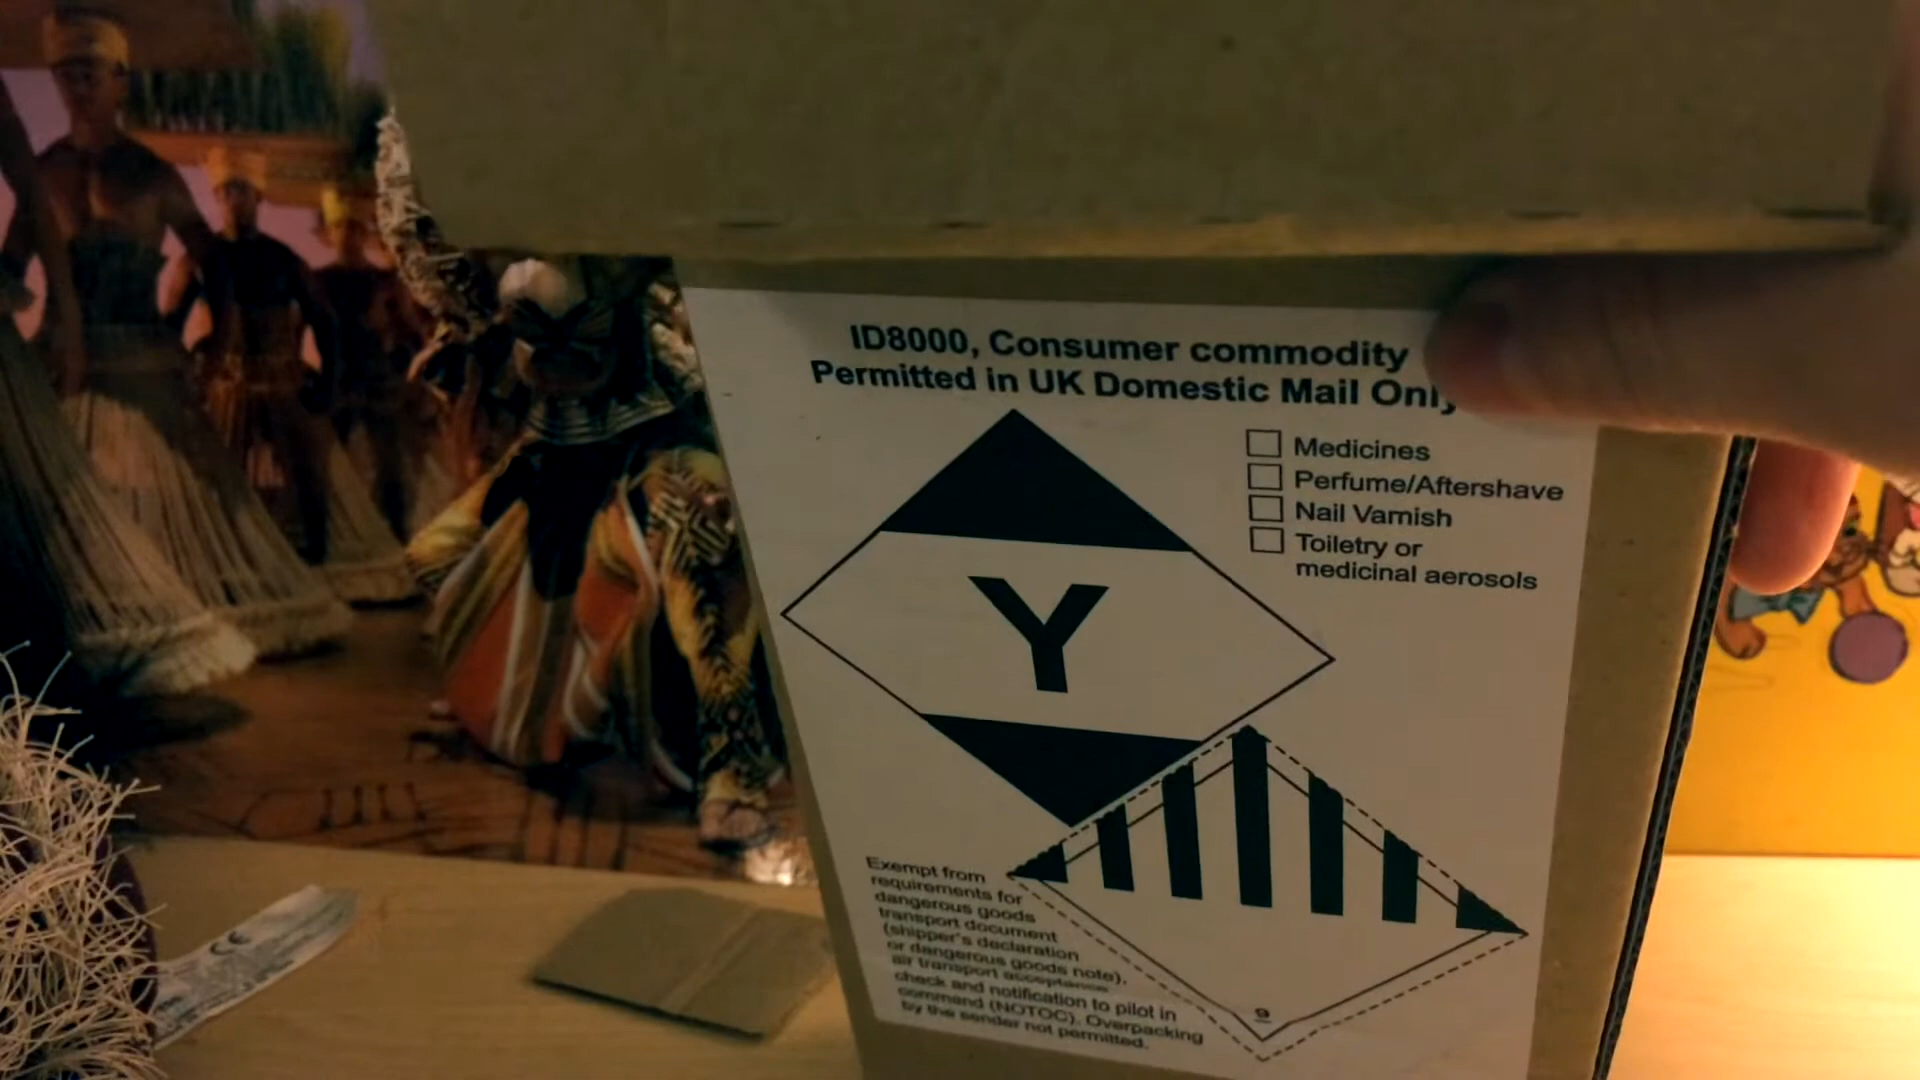 ID8000, Consumer commodity
Permitted in UK Domestic Mail Only
Medicines
Perfume/Aftershave
Nail Varnish
Toiletry or
medicinal aerosols
Y
Exempt from
requirements for
dangerous goods
transport document
(shipper's declaration
or dangerous goods note),
air transport acceptance
check and notification to pilot in
command (NOTOC). Overpacking
by the sender not permitted.
9
CE